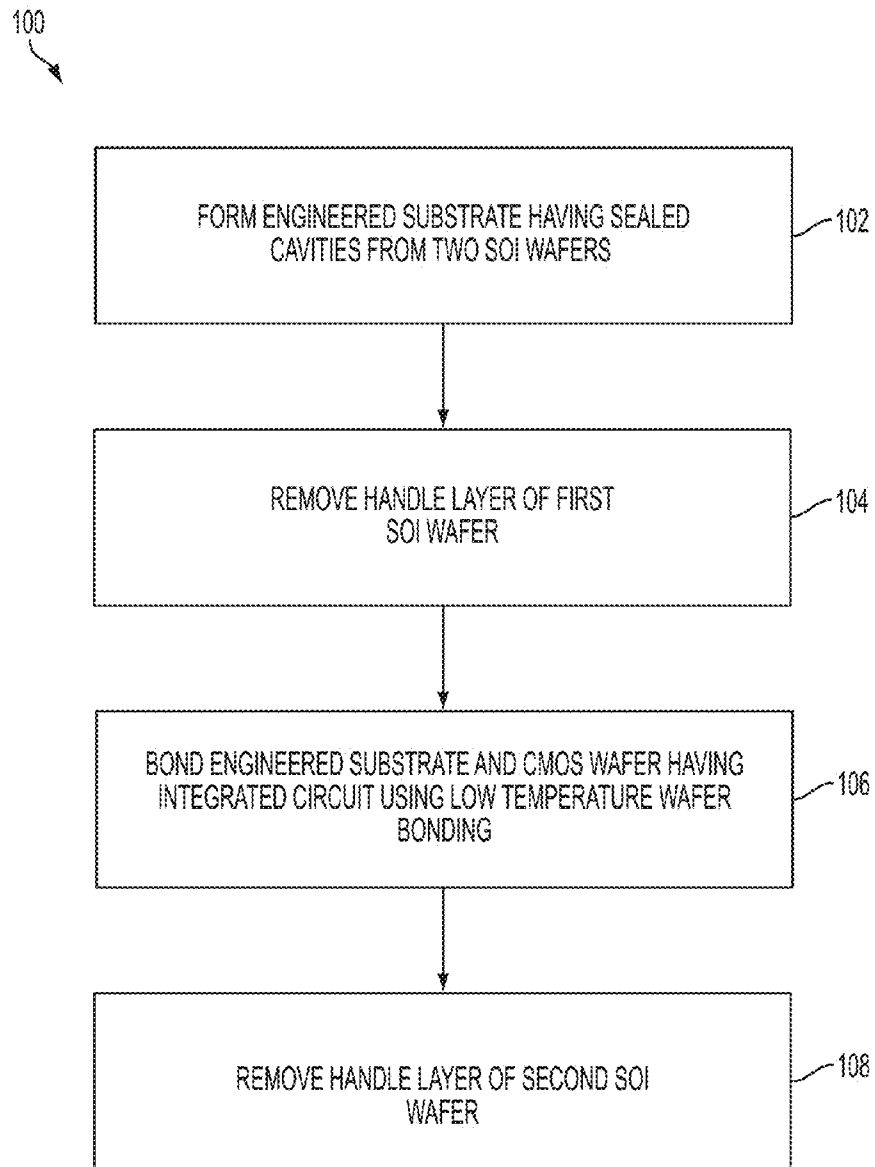 100
FORM ENGINEERED SUBSTRATE HAVING SEALED
CAVITIES FROM TWO SOI WAFERS
102
REMOVE HANDLE LAYER OF FIRST
SOI WAFER
104
BOND ENGINEERED SUBSTRATE AND CMOS WAFER HAVING
INTEGRATED CIRCUIT USING LOW TEMPERATURE WAFER
BONDING
106
REMOVE HANDLE LAYER OF SECOND SOI
WAFER
108